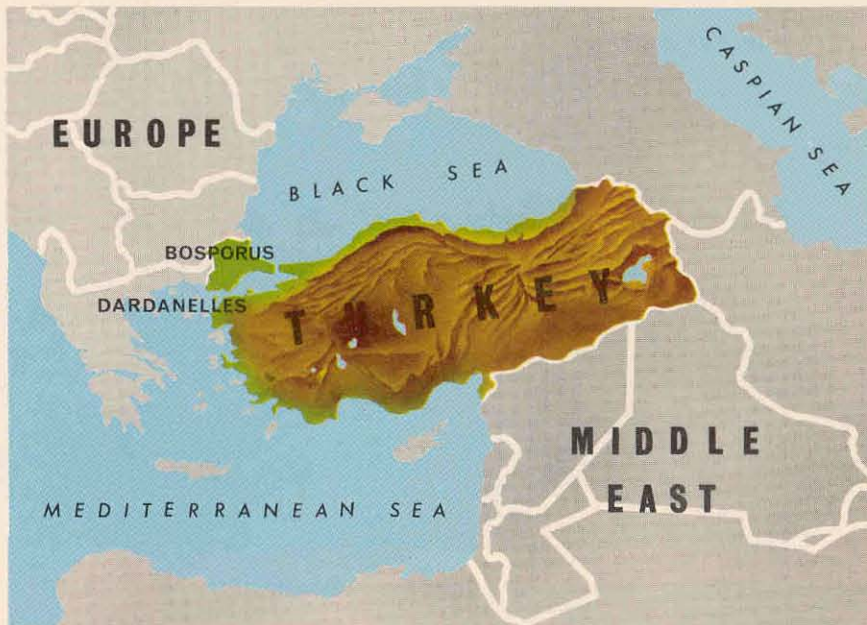 CASPIAN SEA
EUROPE
BLACK SEA
BOSPORUS
DARDANELLES
TURKEY
MIDDLE
EAST
MEDITERRANEAN SEA